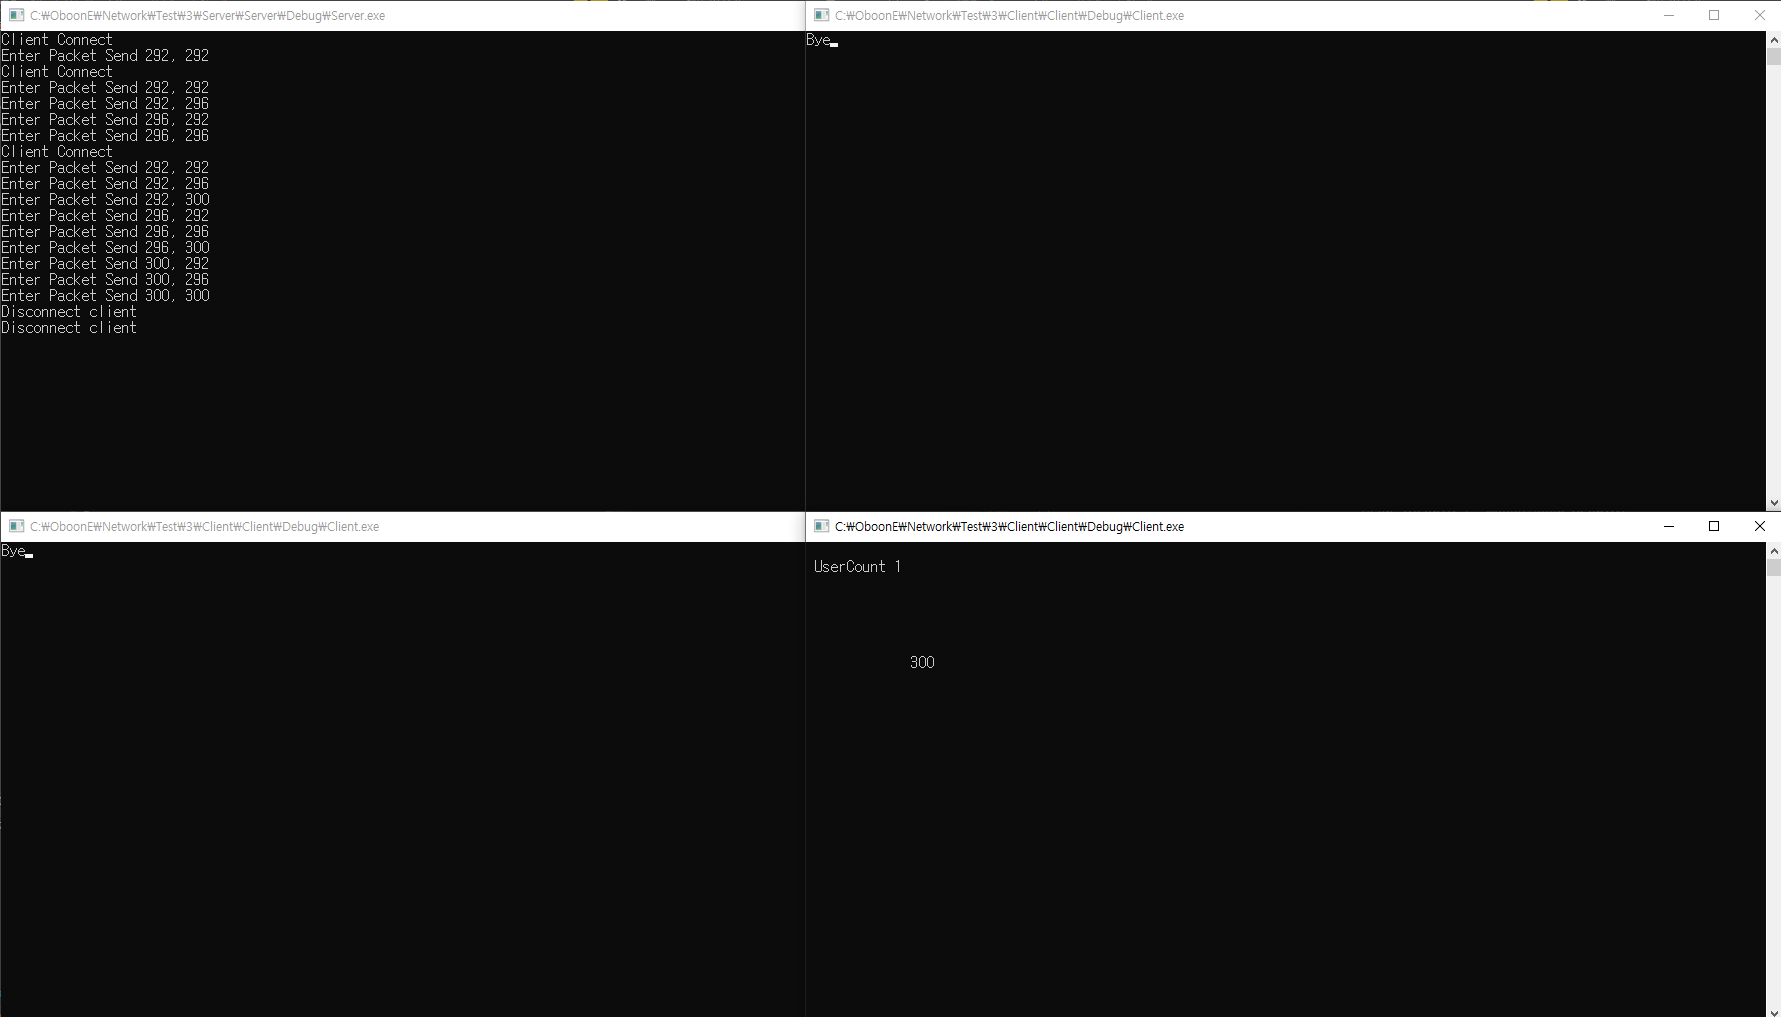 C:₩OboonE₩Network₩Test₩3₩Server₩Server₩Debug₩Server.exe
Client Connect
Enter Packet Send 292, 292
Client Connect
Enter Packet Send 292, 292
Enter Packet Send 292, 296
Enter Packet Send 296, 292
Enter Packet Send 296, 296
Client Connect
Enter Packet Send 292, 292
Enter Packet Send 292, 296
Enter Packet Send 292, 300
Enter Packet Send 296, 292
Enter Packet Send 296, 296
Enter Packet Send 296, 300
Enter Packet Send 300, 292
Enter Packet Send 300, 296
Enter Packet Send 300, 300
Disconnect client
Disconnect client
C:₩OboonE₩Network₩Test₩3₩Client₩Client₩Debug₩Client.exe
Bye
C:₩OboonE₩Network₩Test₩3₩Client₩Client₩Debug₩Client.exe
Bye
C:₩OboonE₩Network₩Test₩3₩Client₩Client₩Debug₩Client.exe
UserCount 1
300